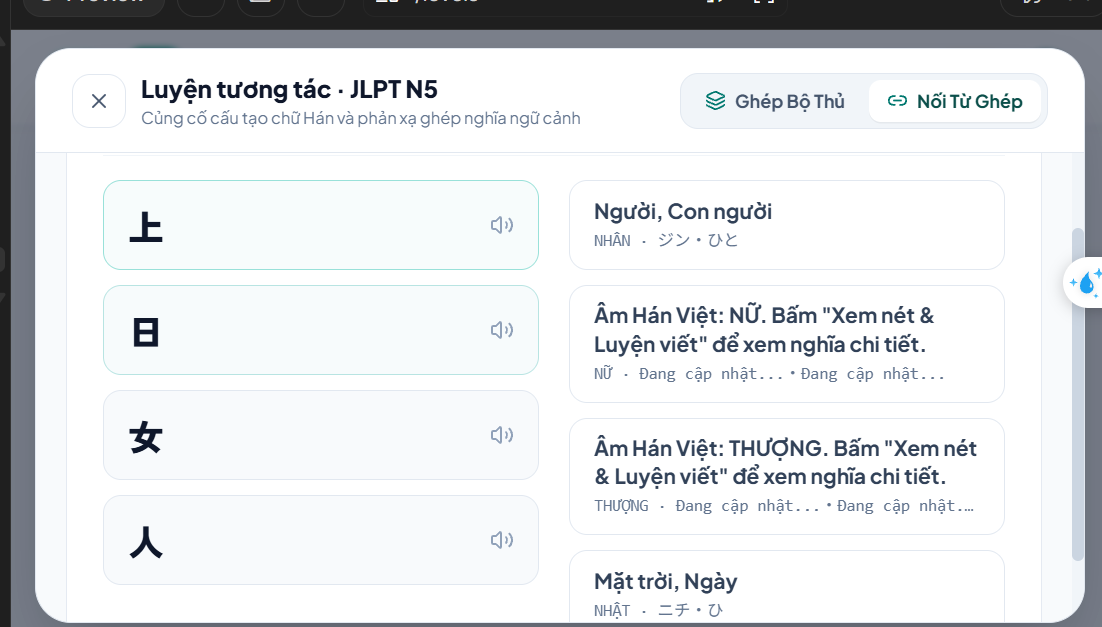 Luyện tương tác · JLPT N5
Củng cố cấu tạo chữ Hán và phản xạ ghép nghĩa ngữ cảnh
Ghép Bộ Thủ
Nối Từ Ghép
上
日
女
人
Người, Con người
NHÂN · ジン・ひと
Âm Hán Việt: NỮ. Bấm "Xem nét
& Luyện viết" để xem nghĩa chi tiết.
NỮ · Đang cập nhật...・Đang cập nhật...
Âm Hán Việt: THƯỢNG. Bấm "Xem nét
& Luyện viết" để xem nghĩa chi tiết.
THƯỢNG · Đang cập nhật...・Đang cập nhật.…
Mặt trời, Ngày
NHẬT · ニチ・ひ